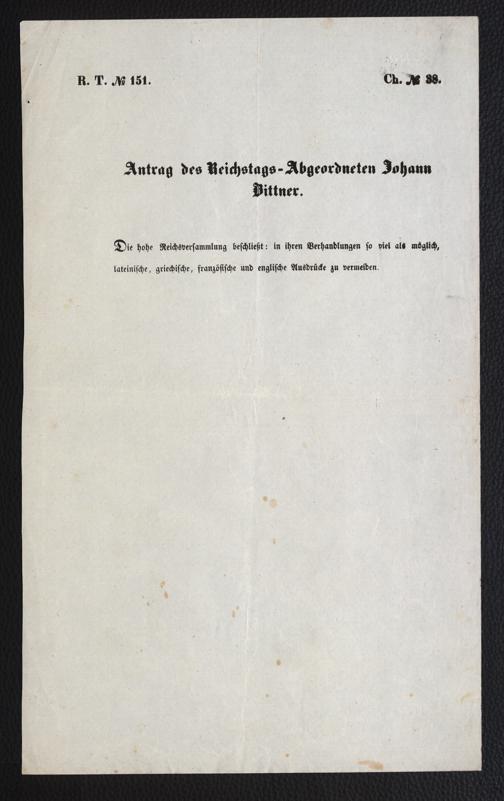 R. T. № 151.
Ch. № 38.
Antrag des Reichstags-Abgeordneten Johann
Bittner.
Die hohe Reichsversammlung beschließt: in ihren Verhandlungen so viel als möglich,
lateinische, griechische, französische und englische Ausdrücke zu vermeiden.